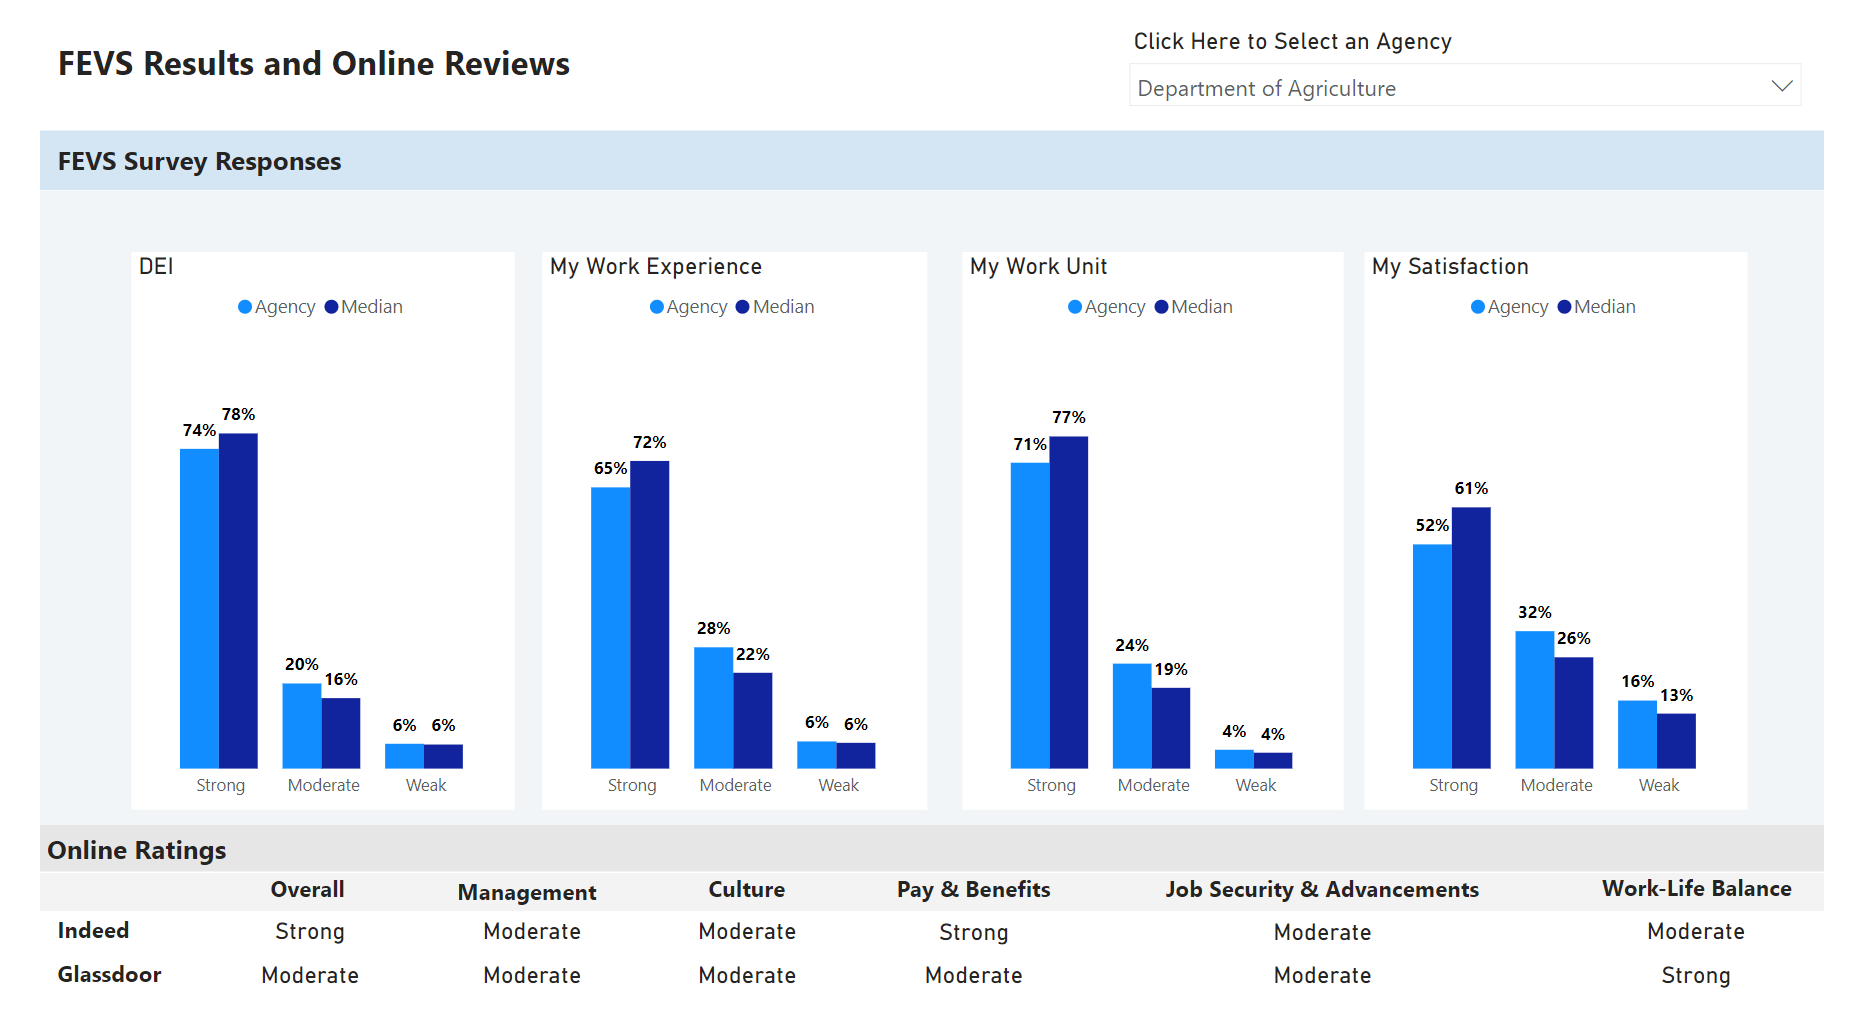 Click Here to Select an Agency
FEVS Results and Online Reviews
Department of Agriculture
FEVS Survey Responses
DEI
Agency Median
74% 78%
20% 16%
6% 6%
Strong Moderate Weak
My Work Experience
Agency Median
65% 72%
28% 22%
6% 6%
Strong Moderate Weak
My Work Unit
Agency Median
71% 77%
24% 19%
4% 4%
Strong Moderate Weak
My Satisfaction
Agency Median
52% 61%
32% 26%
16% 13%
Strong Moderate Weak
Online Ratings
Overall Management Culture Pay & Benefits Job Security & Advancements Work-Life Balance
Indeed Strong Moderate Moderate Strong Moderate Moderate
Glassdoor Moderate Moderate Moderate Moderate Moderate Strong